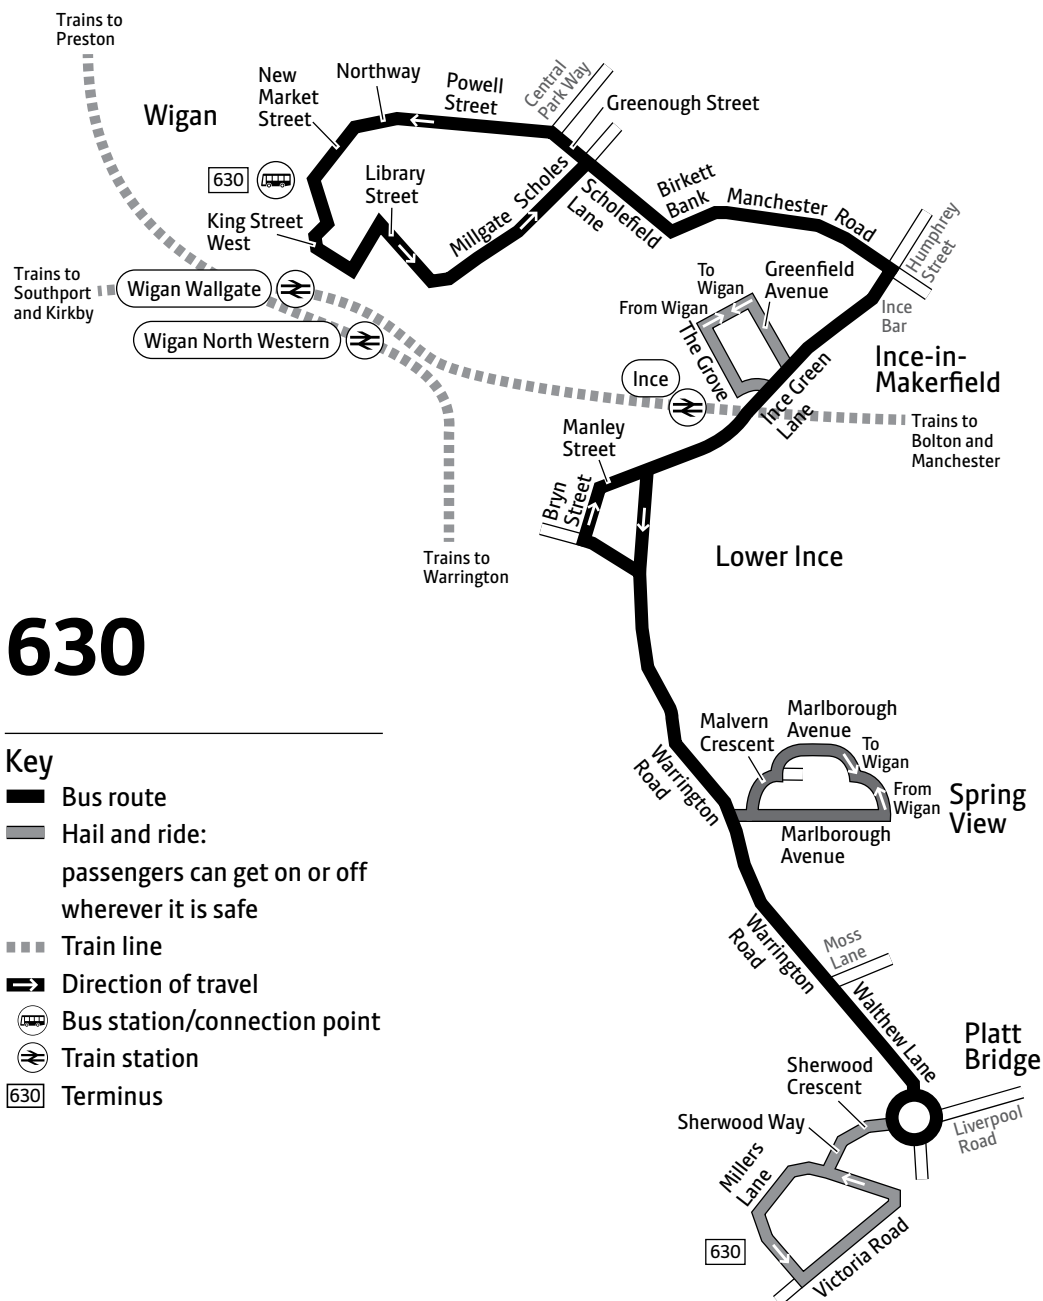 Trains to
Preston
Wigan
New
Market
Street
Northway
Powell
Street
Central
Park Way
Greenough Street
630
Library
Street
King Street
West
Millgate
Scholes
Scholefield
Lane
Birkett
Bank
Manchester Road
Humphrey
Street
Ince
Bar
Trains to
Southport
and Kirkby
Wigan Wallgate
Wigan North Western
To
Wigan
From Wigan
Greenfield
Avenue
The Grove
Ince
Ince Green
Lane
Ince-in-
Makerfield
Trains to
Bolton and
Manchester
Manley
Street
Bryn
Street
Trains to
Warrington
Lower Ince
630
Key
Bus route
Hail and ride:
passengers can get on or off
wherever it is safe
Train line
Direction of travel
Bus station/connection point
Train station
630
Terminus
Warrington
Road
Malvern
Crescent
Marlborough
Avenue
To
Wigan
From
Wigan
Spring
View
Marlborough
Avenue
Warrington
Road
Moss
Lane
Walthew Lane
Platt
Bridge
Sherwood
Crescent
Sherwood Way
Liverpool
Road
Millers
Lane
630
Victoria Road